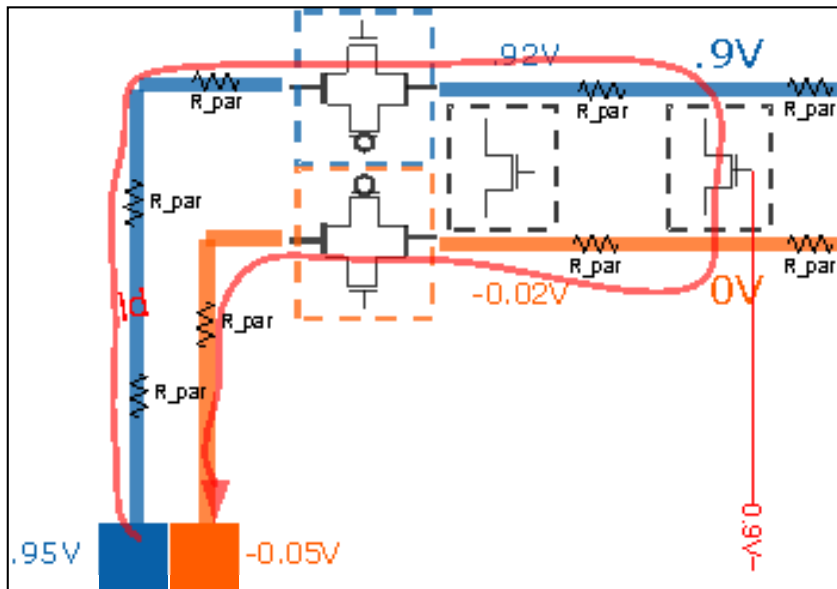 .92V
.9V
R_par
R_par
R_par
R_par
R_par
R_par
-0.02V
0V
Id
R_par
R_par
0.9V~
.95V
-0.05V